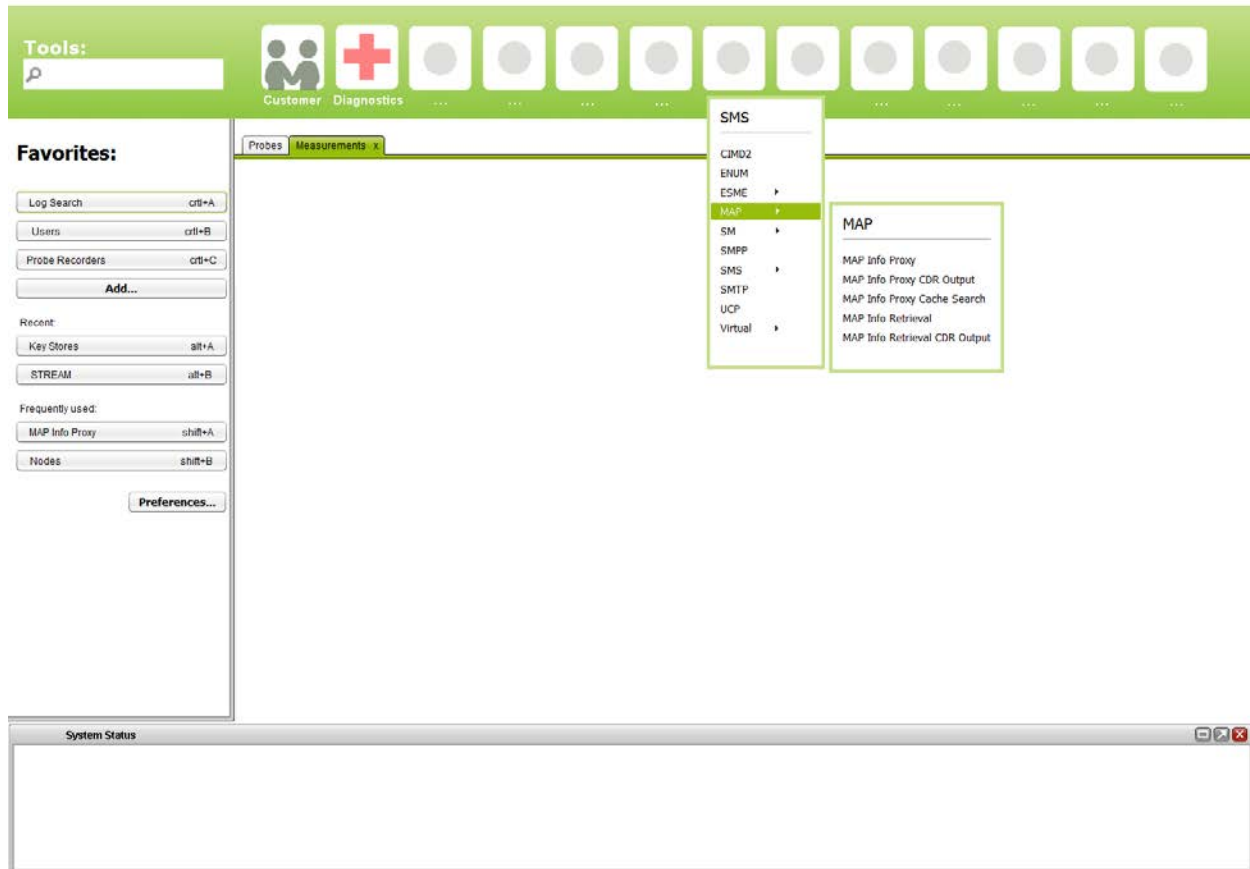 Tools:
Customer Diagnostics ... ... ... ... ... ... ... ... ...
Favorites:
Log Search crtl+A
Users crtl+B
Probe Recorders crtl+C
Add...
Recent:
Key Stores alt+A
STREAM alt+B
Frequently used:
MAP Info Proxy shift+A
Nodes shift+B
Preferences...
Probes Measurements x
SMS
CIMD2
ENUM
ESME
MAP
SM
SMPP
SMS
SMTP
UCP
Virtual
MAP
MAP Info Proxy
MAP Info Proxy CDR Output
MAP Info Proxy Cache Search
MAP Info Retrieval
MAP Info Retrieval CDR Output
System Status